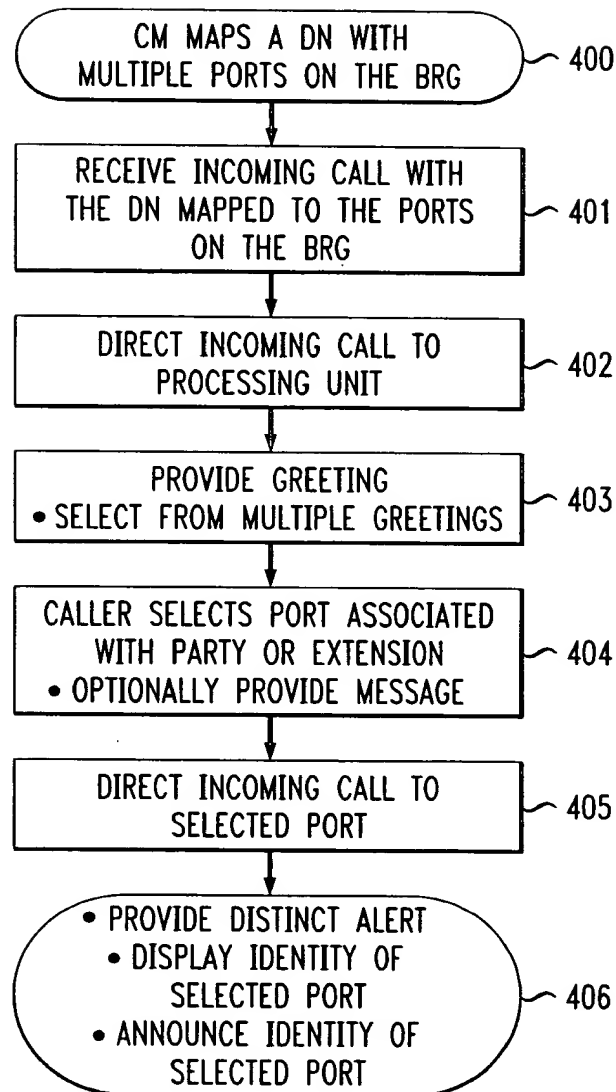 CM MAPS A DN WITH
MULTIPLE PORTS ON THE BRG
400
RECEIVE INCOMING CALL WITH
THE DN MAPPED TO THE PORTS
ON THE BRG
401
DIRECT INCOMING CALL TO
PROCESSING UNIT
402
PROVIDE GREETING
• SELECT FROM MULTIPLE GREETINGS
403
CALLER SELECTS PORT ASSOCIATED
WITH PARTY OR EXTENSION
• OPTIONALLY PROVIDE MESSAGE
404
DIRECT INCOMING CALL TO
SELECTED PORT
405
• PROVIDE DISTINCT ALERT
• DISPLAY IDENTITY OF
SELECTED PORT
• ANNOUNCE IDENTITY OF
SELECTED PORT
406